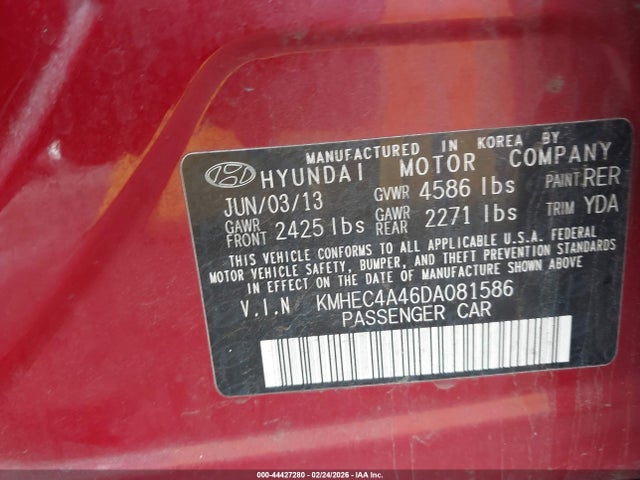 MANUFACTURED IN KOREA BY
HYUNDAI MOTOR COMPANY
JUN/03/13 GVWR 4586 lbs PAINT RER
GAWR FRONT 2425 lbs GAWR REAR 2271 lbs TRIM YDA
THIS VEHICLE CONFORMS TO ALL APPLICABLE U.S.A. FEDERAL
MOTOR VEHICLE SAFETY, BUMPER, AND THEFT PREVENTION STANDARDS
IN EFFECT ON THE DATE OF MANUFACTURE SHOWN ABOVE
V.I.N KMHEC4A46DA081586
PASSENGER CAR
000-44427280 - 02/24/2026 - IAA Inc.